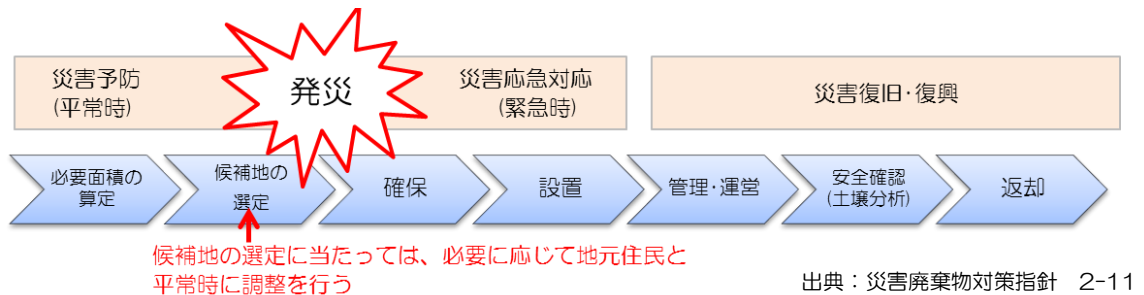 災害予防
(平常時)
発災
災害応急対応
(緊急時)
災害復旧・復興
必要面積の
算定
候補地の
選定
確保
設置
管理・運営
安全確認
(土壌分析)
返却
候補地の選定に当たっては、必要に応じて地元住民と
平常時に調整を行う
出典：災害廃棄物対策指針　2-11